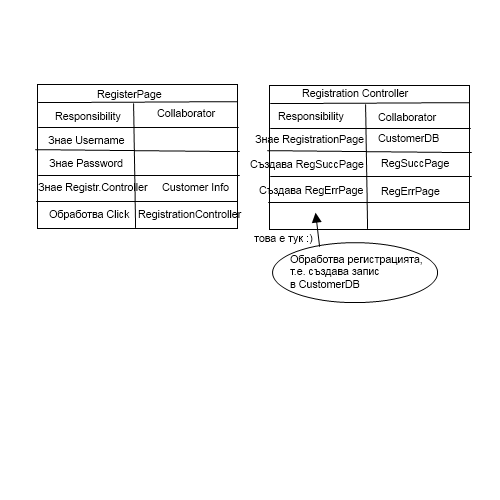 RegisterPage
Responsibility Collaborator
Знае Username
Знае Password
Знае Registr.Controller Customer Info
Обработва Click RegistrationController
Registration Controller
Responsibility Collaborator
Знае RegistrationPage CustomerDB
Създава RegSuccPage RegSuccPage
Създава RegErrPage RegErrPage
това е тук :)
Обработва регистрацията,
т.е. създава запис
в CustomerDB